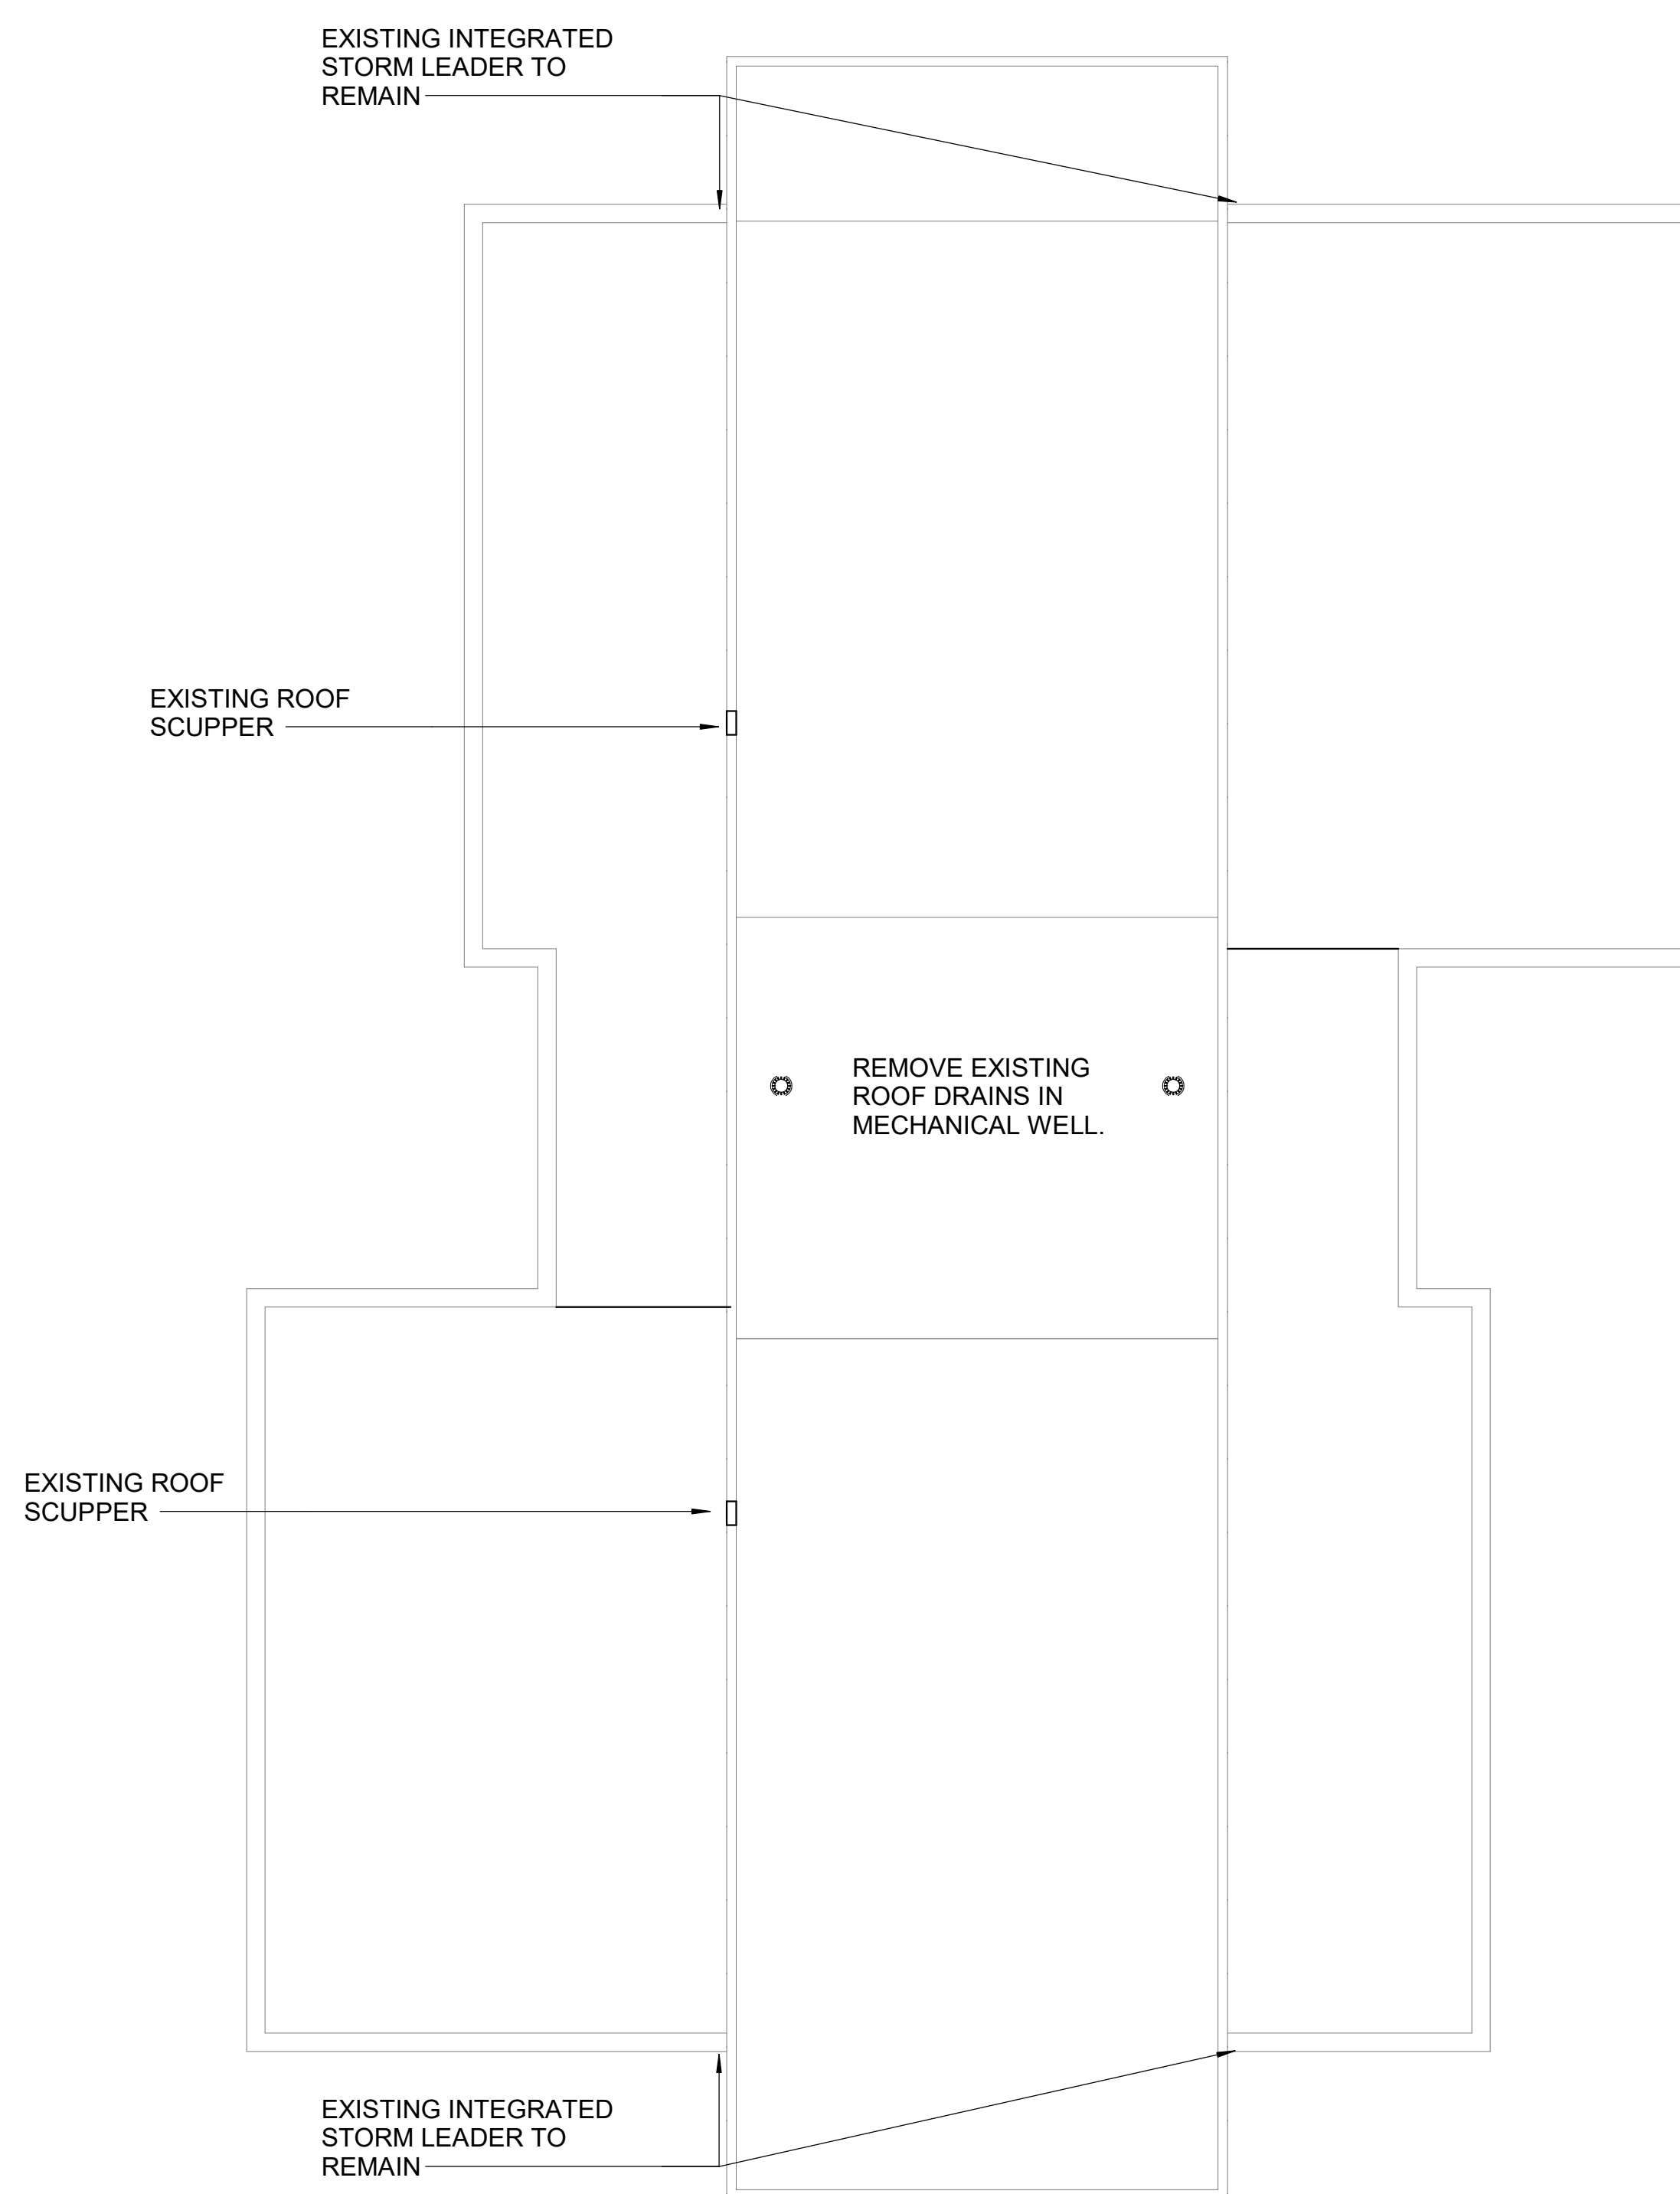 EXISTING INTEGRATED
STORM LEADER TO
REMAIN
EXISTING ROOF
SCUPPER
REMOVE EXISTING
ROOF DRAINS IN
MECHANICAL WELL.
EXISTING ROOF
SCUPPER
EXISTING INTEGRATED
STORM LEADER TO
REMAIN